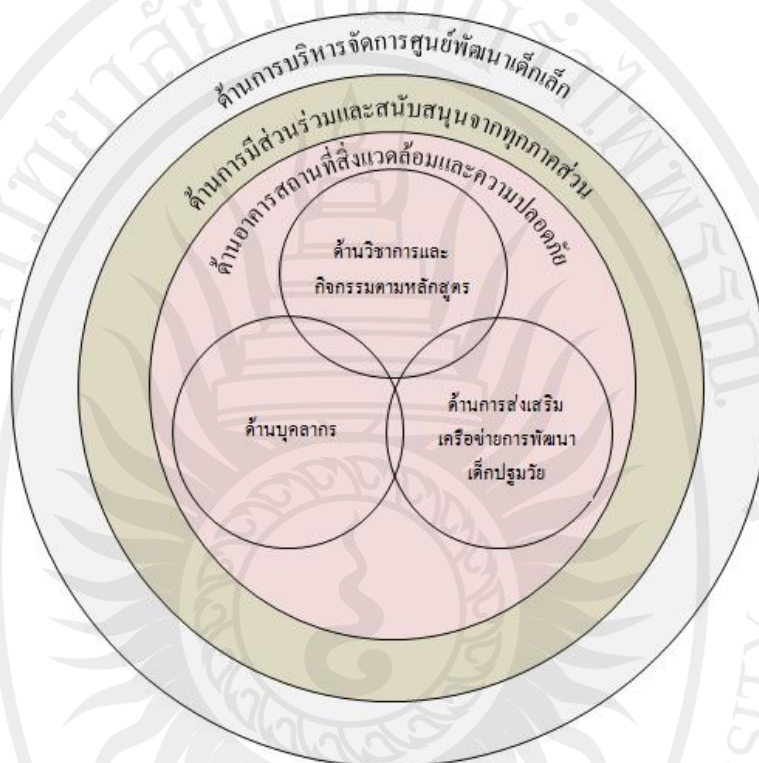 ด้านการบริหารจัดการศูนย์พัฒนาเด็กเล็ก
ด้านการมีส่วนร่วมและสนับสนุนจากทุกภาคส่วน
ด้านอาคารสถานที่สิ่งแวดล้อมและความปลอดภัย
ด้านวิชาการและ
กิจกรรมตามหลักสูตร
ด้านบุคลากร
ด้านการส่งเสริม
เครือข่ายการพัฒนา
เด็กปฐมวัย